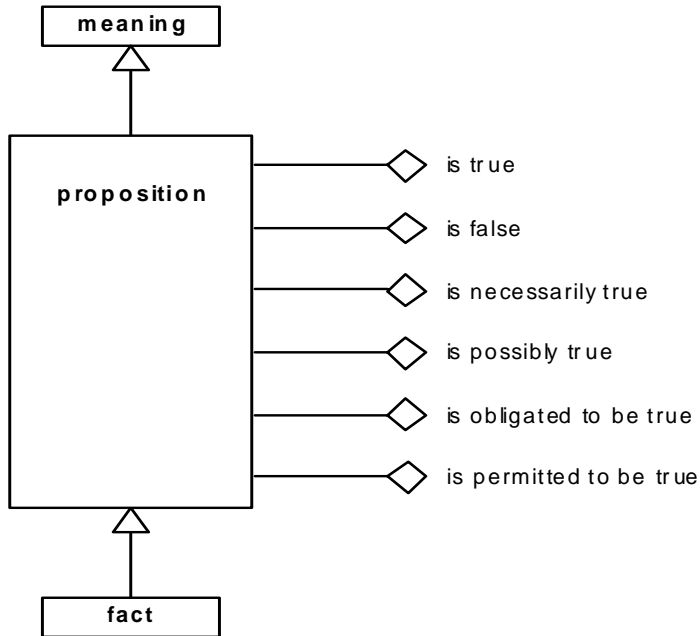 meaning
proposition
is true
is false
is necessarily true
is possibly true
is obligated to be true
is permitted to be true
fact